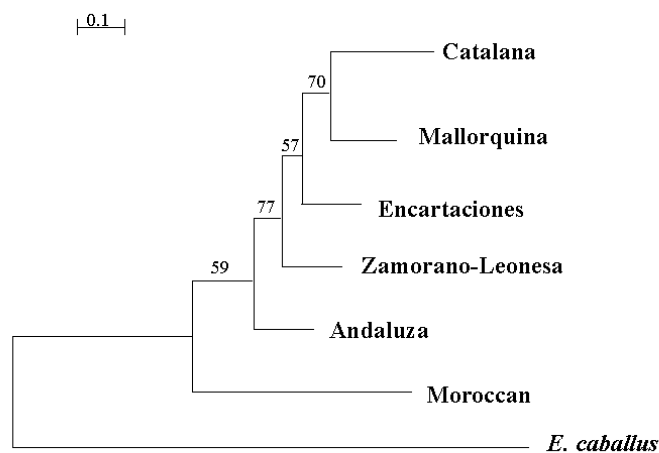 0.1
Catalana
70
Mallorquina
57
Encartaciones
77
Zamorano-Leonesa
59
Andaluza
Moroccan
E. caballus